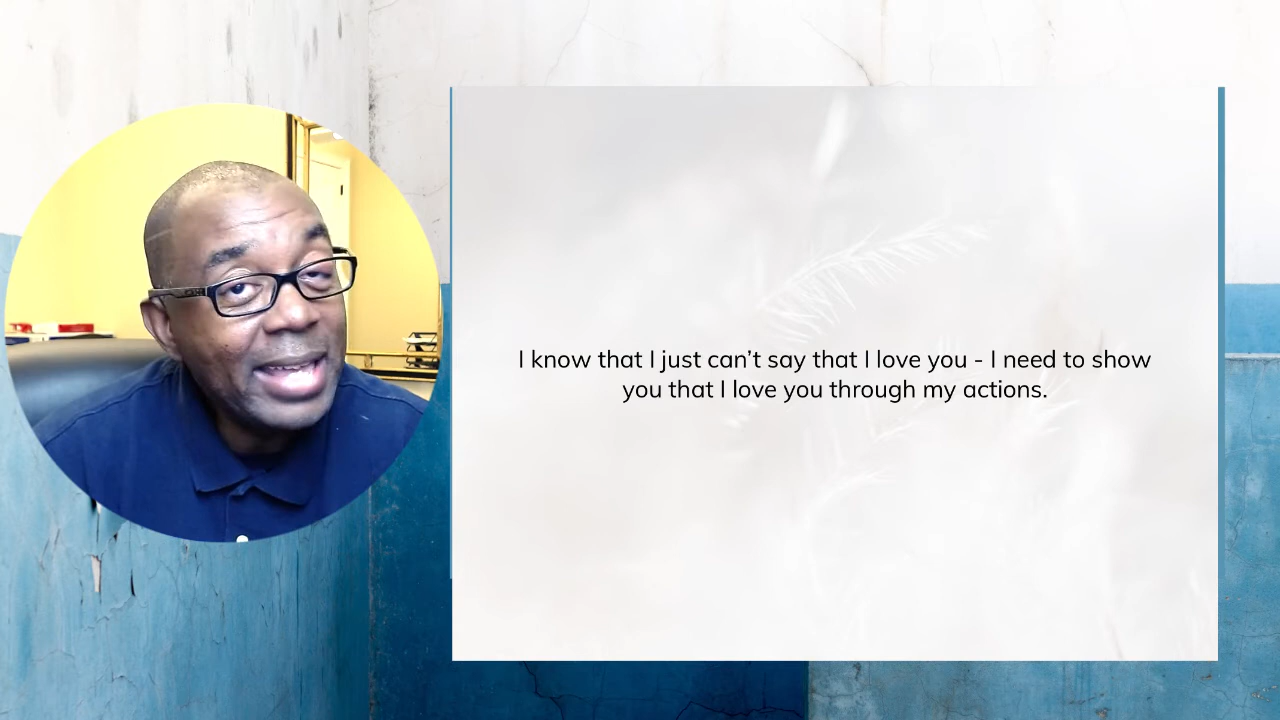 I know that I just can’t say that I love you - I need to show
you that I love you through my actions.